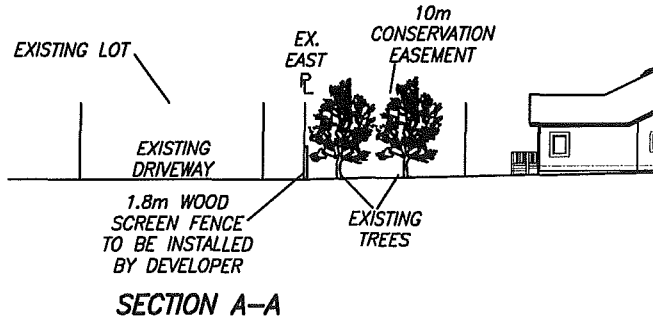 EXISTING LOT
EX.
EAST
PL
10m
CONSERVATION
EASEMENT
EXISTING
DRIVEWAY
1.8m WOOD
SCREEN FENCE
TO BE INSTALLED
BY DEVELOPER
EXISTING
TREES
SECTION A-A